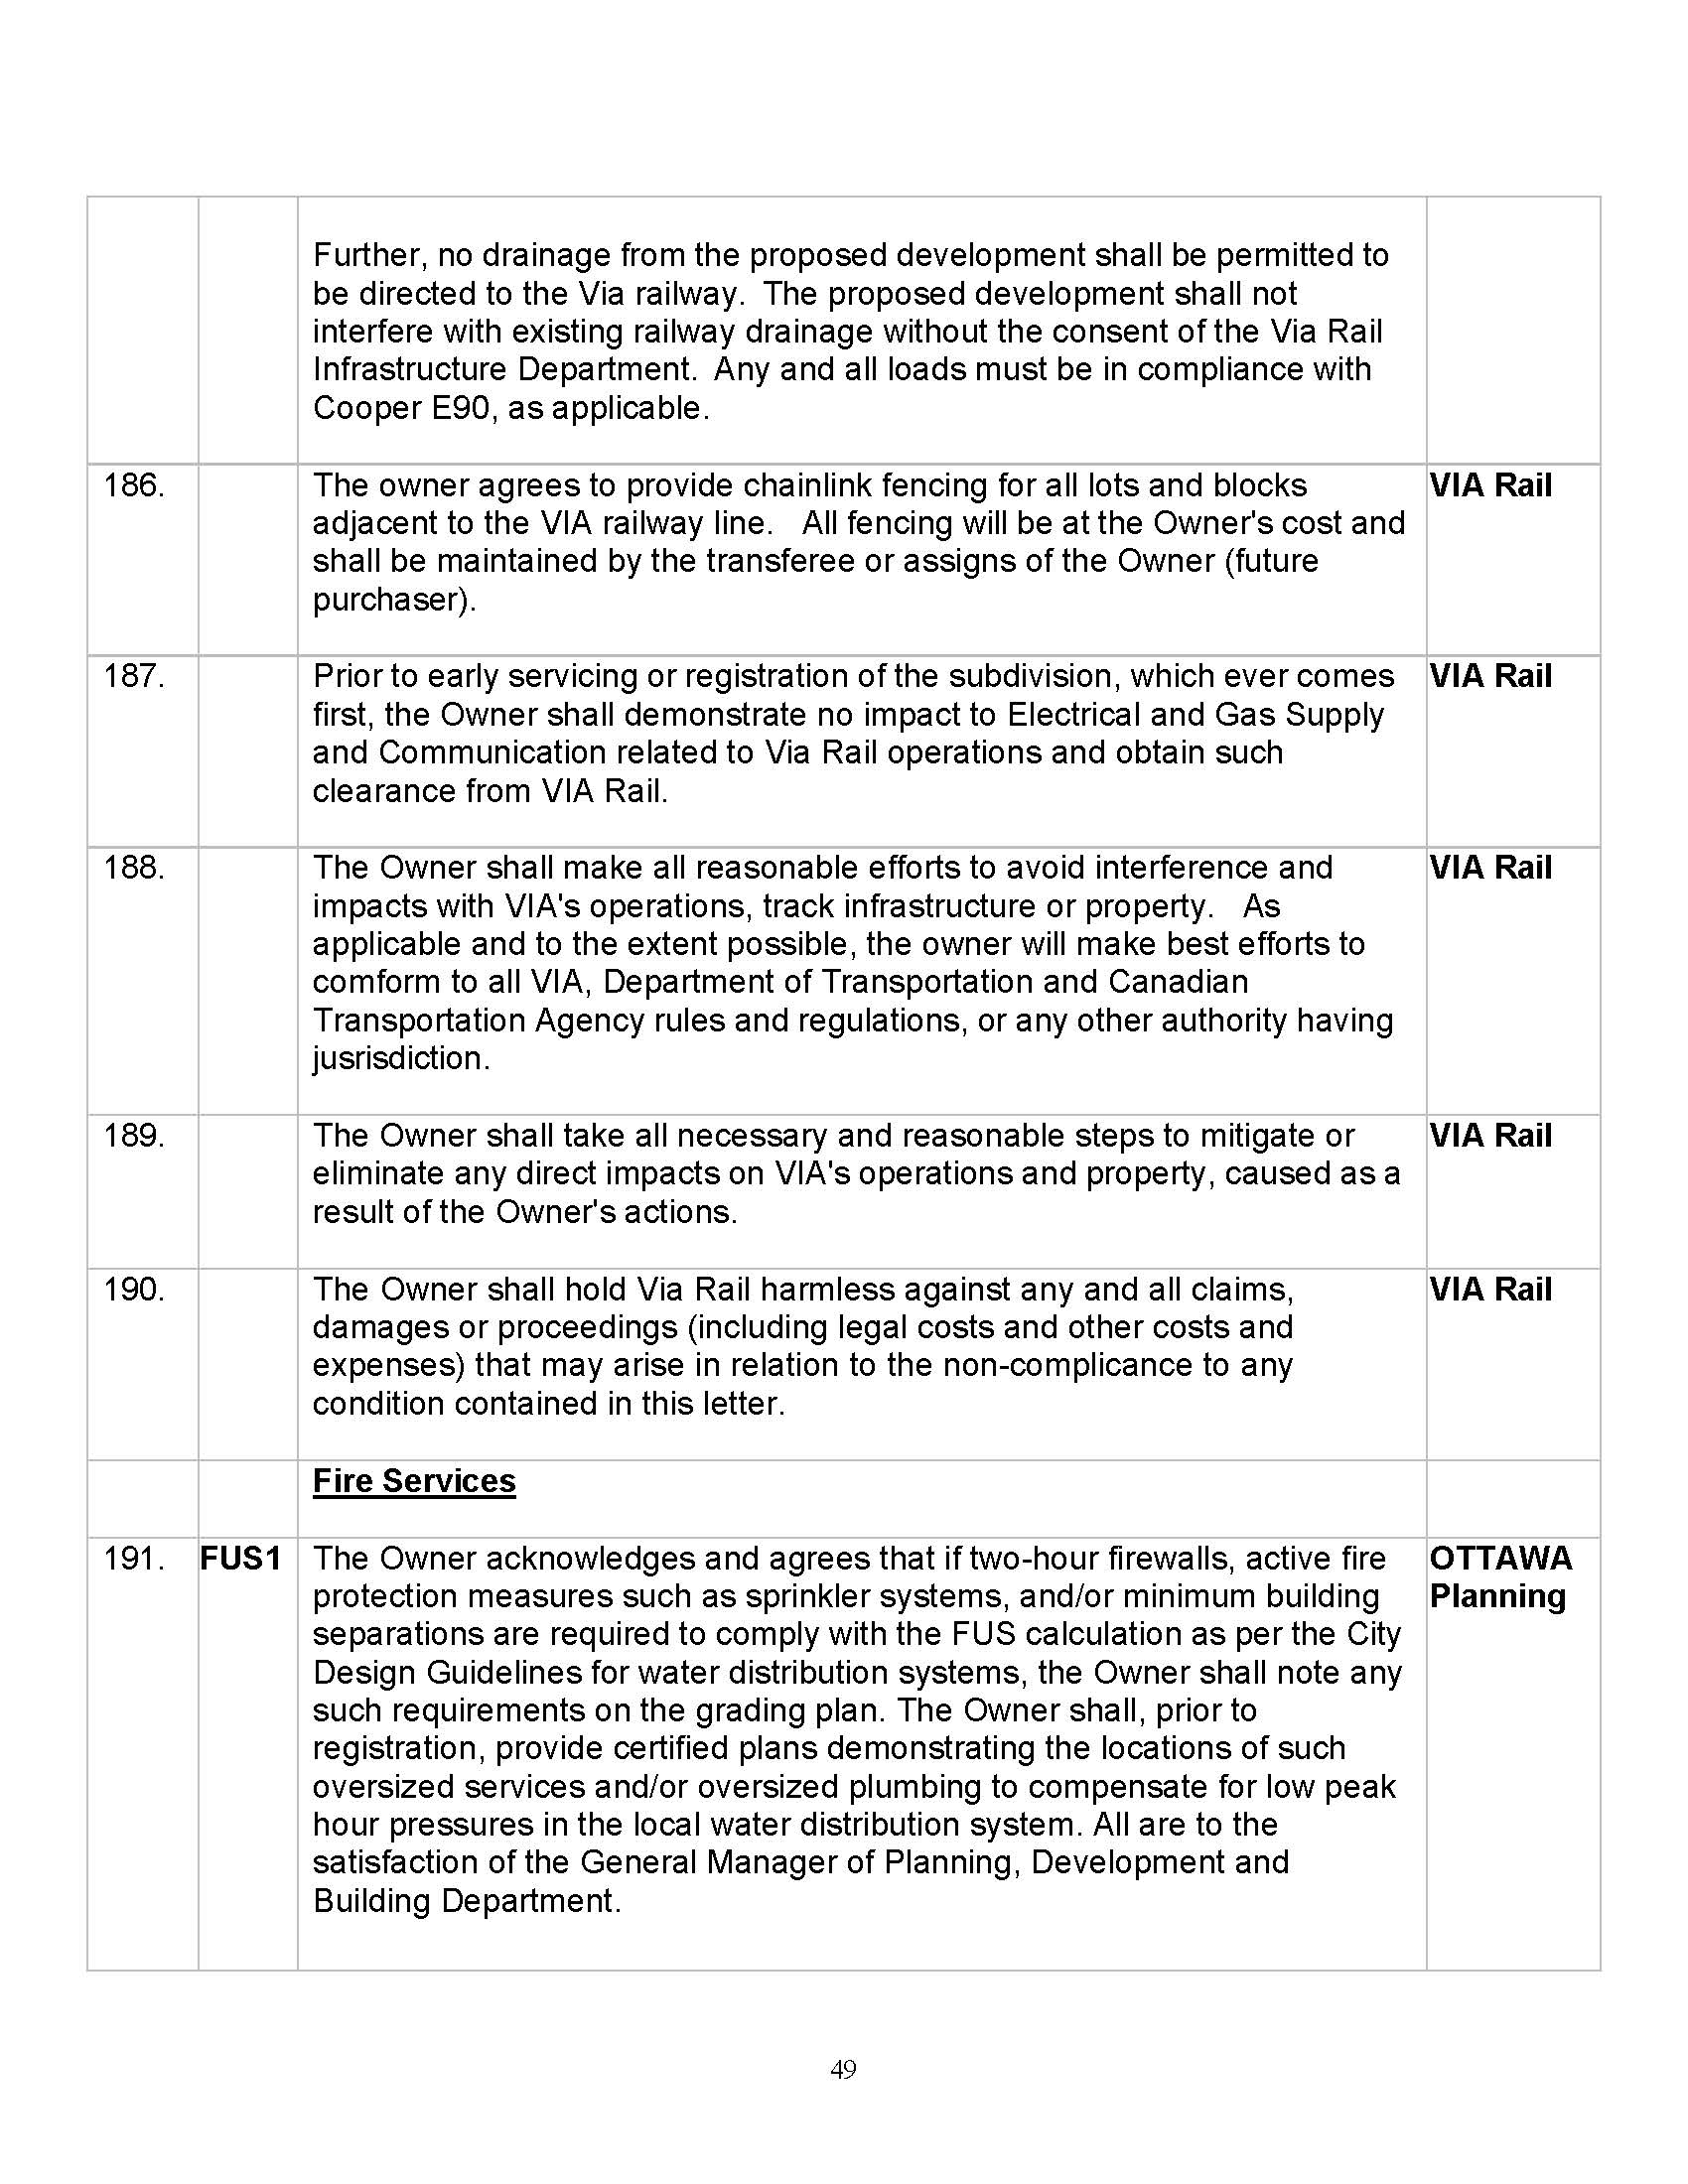 Further, no drainage from the proposed development shall be permitted to
be directed to the Via railway.  The proposed development shall not
interfere with existing railway drainage without the consent of the Via Rail
Infrastructure Department.  Any and all loads must be in compliance with
Cooper E90, as applicable.
186. The owner agrees to provide chainlink fencing for all lots and blocks VIA Rail
adjacent to the VIA railway line.   All fencing will be at the Owner's cost and
shall be maintained by the transferee or assigns of the Owner (future
purchaser).
187. Prior to early servicing or registration of the subdivision, which ever comes VIA Rail
first, the Owner shall demonstrate no impact to Electrical and Gas Supply
and Communication related to Via Rail operations and obtain such
clearance from VIA Rail.
188. The Owner shall make all reasonable efforts to avoid interference and VIA Rail
impacts with VIA's operations, track infrastructure or property.   As
applicable and to the extent possible, the owner will make best efforts to
comform to all VIA, Department of Transportation and Canadian
Transportation Agency rules and regulations, or any other authority having
jusrisdiction.
189. The Owner shall take all necessary and reasonable steps to mitigate or VIA Rail
eliminate any direct impacts on VIA's operations and property, caused as a
result of the Owner's actions.
190. The Owner shall hold Via Rail harmless against any and all claims, VIA Rail
damages or proceedings (including legal costs and other costs and
expenses) that may arise in relation to the non-complicance to any
condition contained in this letter.
Fire Services
191. FUS1 The Owner acknowledges and agrees that if two-hour firewalls, active fire OTTAWA
protection measures such as sprinkler systems, and/or minimum building Planning
separations are required to comply with the FUS calculation as per the City
Design Guidelines for water distribution systems, the Owner shall note any
such requirements on the grading plan. The Owner shall, prior to
registration, provide certified plans demonstrating the locations of such
oversized services and/or oversized plumbing to compensate for low peak
hour pressures in the local water distribution system. All are to the
satisfaction of the General Manager of Planning, Development and
Building Department.
49